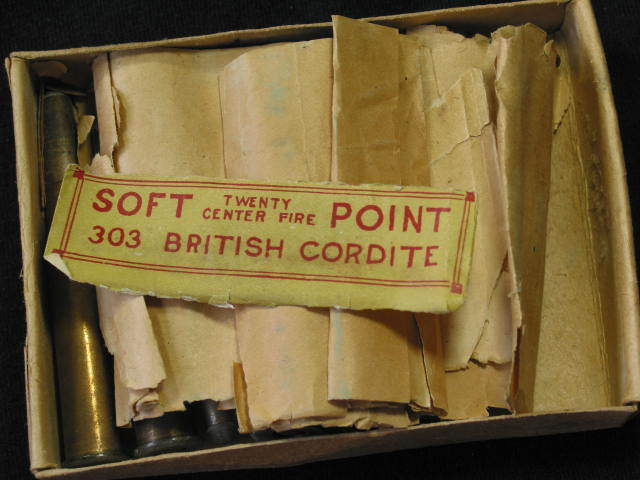 SOFT TWENTY CENTER FIRE POINT
303 BRITISH CORDITE